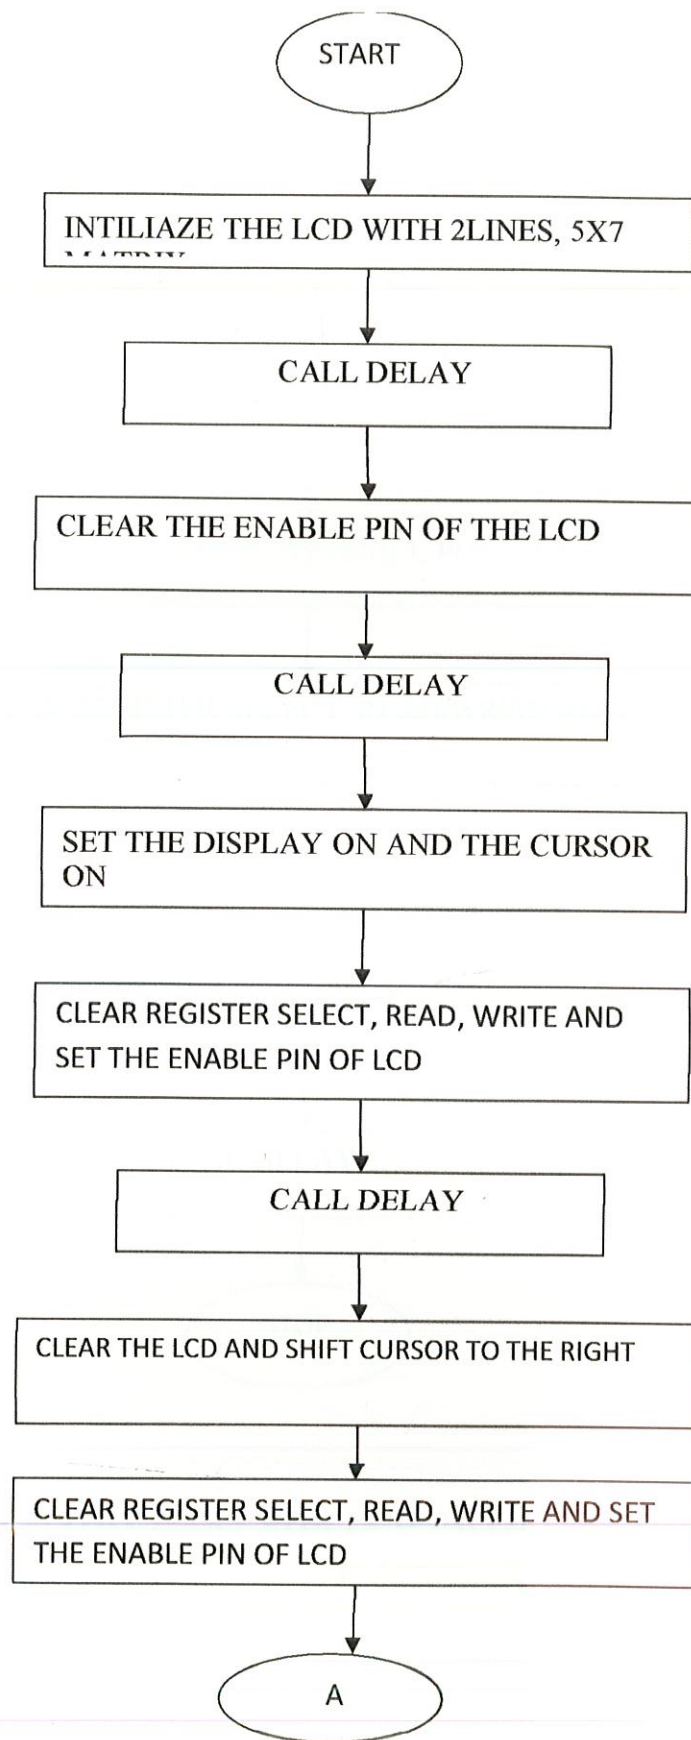 START
INTILIAZE THE LCD WITH 2LINES, 5X7
MATRIX
CALL DELAY
CLEAR THE ENABLE PIN OF THE LCD
CALL DELAY
SET THE DISPLAY ON AND THE CURSOR
ON
CLEAR REGISTER SELECT, READ, WRITE AND
SET THE ENABLE PIN OF LCD
CALL DELAY
CLEAR THE LCD AND SHIFT CURSOR TO THE RIGHT
CLEAR REGISTER SELECT, READ, WRITE AND SET
THE ENABLE PIN OF LCD
A